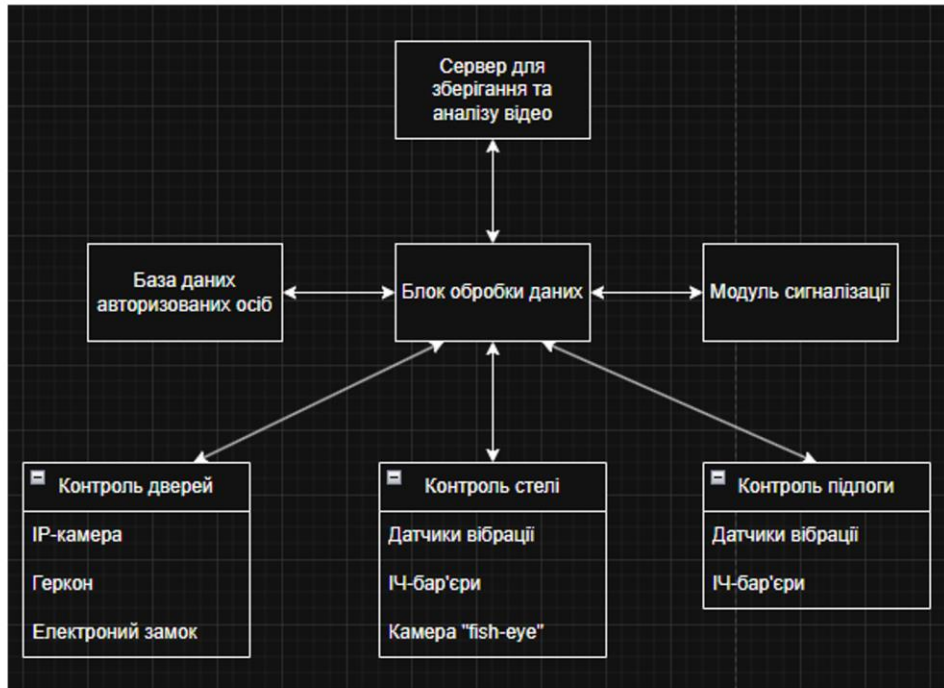 Сервер для
зберігання та
аналізу відео
База даних
авторизованих осіб
Блок обробки даних
Модуль сигналізації
Контроль дверей
IP-камера
Геркон
Електроний замок
Контроль стелі
Датчики вібрації
ІЧ-бар'єри
Камера "fish-eye"
Контроль підлоги
Датчики вібрації
ІЧ-бар'єри